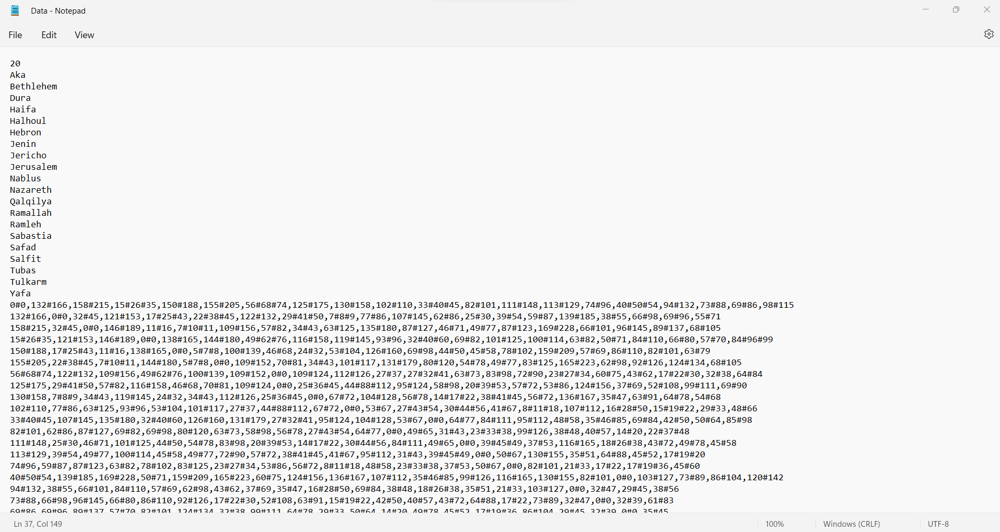 Data - Notepad
File Edit View
20
Aka
Bethlehem
Dura
Haifa
Halhoul
Hebron
Jenin
Jericho
Jerusalem
Nablus
Nazareth
Qalqilya
Ramallah
Ramleh
Sabastia
Safad
Salfit
Tubas
Tulkarm
Yafa
0#0,132#166,158#215,15#26#35,150#188,155#205,56#68#74,125#175,130#158,102#110,33#40#45,82#101,111#148,113#129,74#96,40#50#54,94#132,73#88,69#86,98#115
132#166,0#0,32#45,121#153,17#25#43,22#38#45,122#132,29#41#50,7#8#9,77#86,107#145,62#86,25#30,39#54,59#87,139#185,38#55,66#98,69#96,55#71
158#215,32#45,0#0,146#189,11#16,7#10#11,109#156,57#82,34#43,63#125,135#180,87#127,46#71,49#77,87#123,169#228,66#101,96#145,89#137,68#105
15#26#35,121#153,146#189,0#0,138#165,144#180,49#62#76,116#158,119#145,93#96,32#40#60,69#82,101#125,100#114,63#82,50#71,84#110,66#80,57#70,84#96#99
150#188,17#25#43,11#16,138#165,0#0,5#7#8,100#139,46#68,24#32,53#104,126#160,69#98,44#50,45#58,78#102,159#209,57#69,86#110,82#101,63#79
155#205,22#38#45,7#10#11,144#180,5#7#8,0#0,109#152,70#81,34#43,101#117,131#179,80#120,54#78,49#77,83#125,165#223,62#98,92#126,124#134,68#105
56#68#74,122#132,109#156,49#62#76,100#139,109#152,0#0,109#124,112#126,27#37,27#32#41,63#73,83#98,72#90,23#27#34,60#75,43#62,17#22#30,32#38,64#84
125#175,29#41#50,57#82,116#158,46#68,70#81,109#124,0#0,25#36#45,44#88#112,95#124,58#98,20#39#53,57#72,53#86,124#156,37#69,52#108,99#111,69#90
130#158,7#8#9,34#43,119#145,24#32,34#43,112#126,25#36#45,0#0,67#72,104#128,56#78,14#17#22,38#41#45,56#72,136#167,35#47,63#91,64#78,54#68
102#110,77#86,63#125,93#96,53#104,101#117,27#37,44#88#112,67#72,0#0,53#67,27#43#54,30#44#56,41#67,8#11#18,107#112,16#28#50,15#19#22,29#33,48#66
33#40#45,107#145,135#180,32#40#60,126#160,131#179,27#32#41,95#124,104#128,53#67,0#0,64#77,84#111,95#112,48#58,35#46#85,69#84,42#50,50#64,85#98
82#101,62#86,87#127,69#82,69#98,80#120,63#73,58#98,56#78,27#43#54,64#77,0#0,49#65,31#43,23#33#38,99#126,38#48,40#57,14#20,22#37#48
111#148,25#30,46#71,101#125,44#50,54#78,83#98,20#39#53,14#17#22,30#44#56,84#111,49#65,0#0,39#45#49,37#53,116#165,18#26#38,43#72,49#78,45#58
113#129,39#54,49#77,100#114,45#58,49#77,72#90,57#72,38#41#45,41#67,95#112,31#43,39#45#49,0#0,50#67,130#155,35#51,64#88,45#52,17#19#20
74#96,59#87,87#123,63#82,78#102,83#125,23#27#34,53#86,56#72,8#11#18,48#58,23#33#38,37#53,50#67,0#0,82#101,21#33,17#22,17#19#36,45#60
40#50#54,139#185,169#228,50#71,159#209,165#223,60#75,124#156,136#167,107#112,35#46#85,99#126,116#165,130#155,82#101,0#0,103#127,73#89,86#104,120#142
94#132,38#55,66#101,84#110,57#69,62#98,43#62,37#69,35#47,16#28#50,69#84,38#48,18#26#38,35#51,21#33,103#127,0#0,32#47,29#45,38#56
73#88,66#98,96#145,66#80,86#110,92#126,17#22#30,52#108,63#91,15#19#22,42#50,40#57,43#72,64#88,17#22,73#89,32#47,0#0,32#39,61#83
69#86,69#96,89#137,57#70,82#101,124#134,32#38,99#111,64#78,29#33,50#64,14#20,49#78,45#52,17#19#36,86#104,29#45,32#39,0#0,35#45
Ln 37, Col 149 100% Windows (CRLF) UTF-8